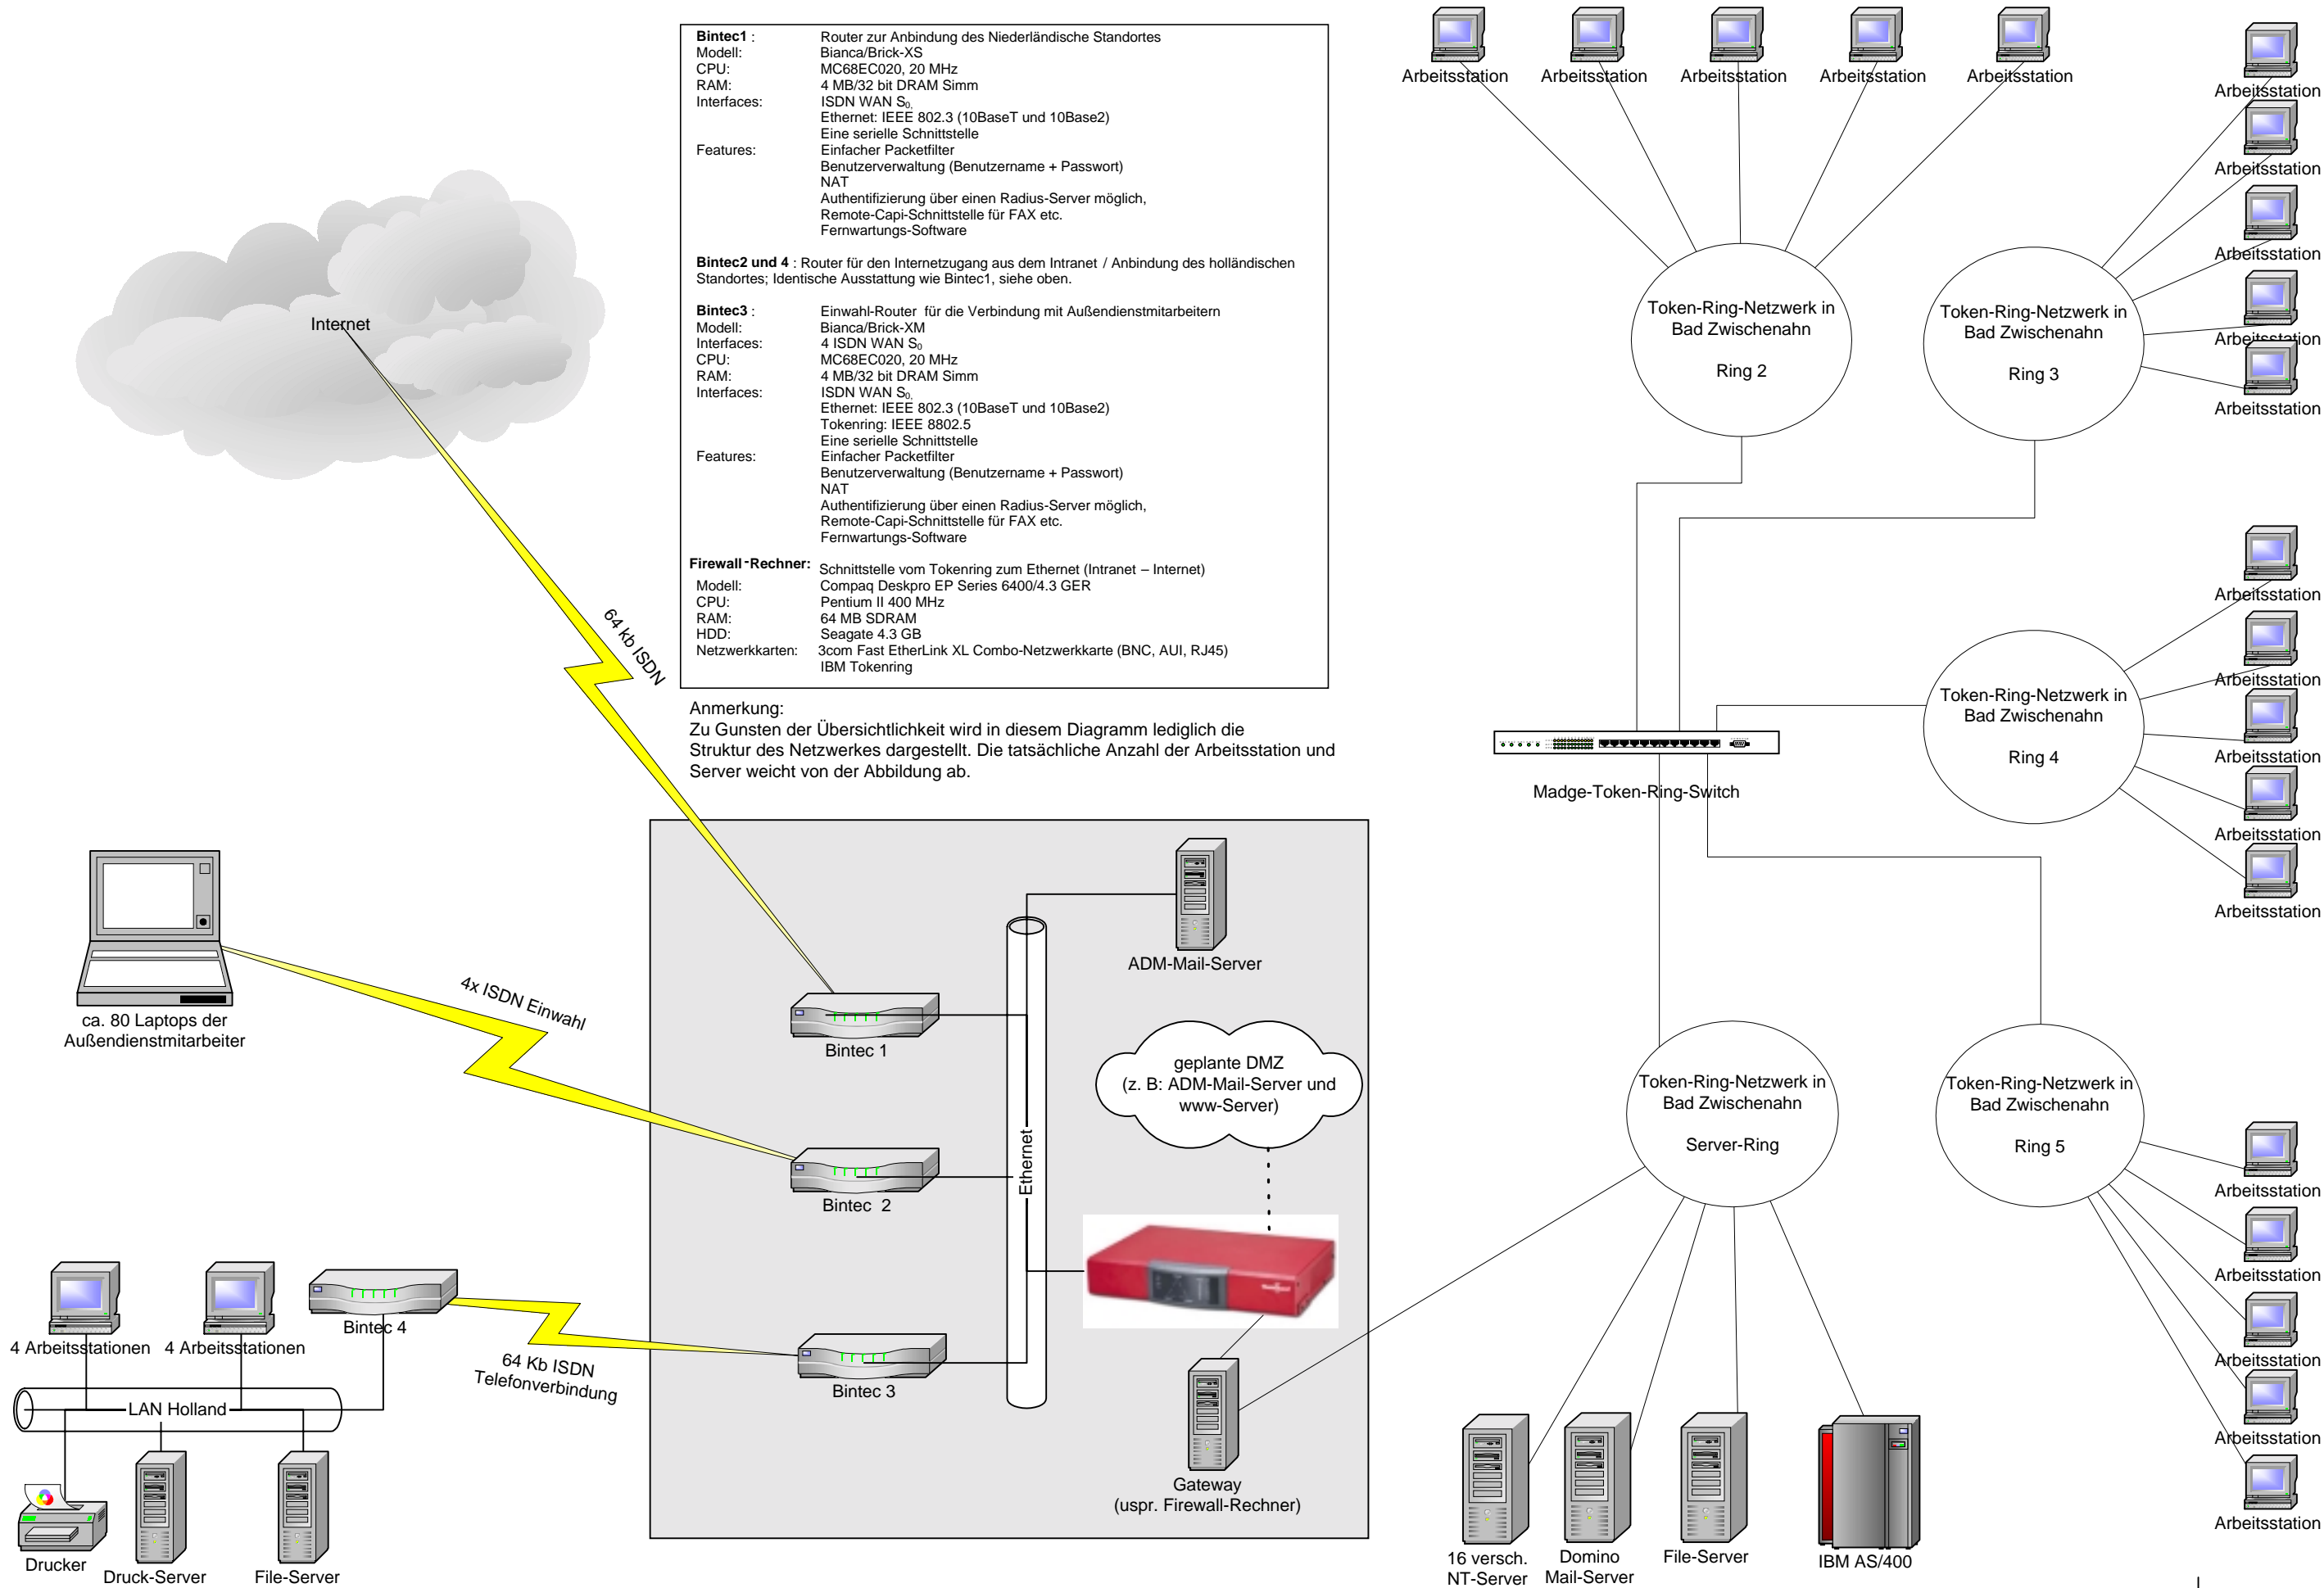 Bintec1 : Router zur Anbindung des Niederländische Standortes
Modell: Bianca/Brick-XS
CPU: MC68EC020, 20 MHz
RAM: 4 MB/32 bit DRAM Simm
Interfaces: ISDN WAN S0,
Ethernet: IEEE 802.3 (10BaseT und 10Base2)
Eine serielle Schnittstelle
Features: Einfacher Packetfilter
Benutzerverwaltung (Benutzername + Passwort)
NAT
Authentifizierung über einen Radius-Server möglich,
Remote-Capi-Schnittstelle für FAX etc.
Fernwartungs-Software
Bintec2 und 4 : Router für den Internetzugang aus dem Intranet / Anbindung des holländischen
Standortes; Identische Ausstattung wie Bintec1, siehe oben.
Bintec3 : Einwahl-Router für die Verbindung mit Außendienstmitarbeitern
Modell: Bianca/Brick-XM
Interfaces: 4 ISDN WAN S0
CPU: MC68EC020, 20 MHz
RAM: 4 MB/32 bit DRAM Simm
Interfaces: ISDN WAN S0,
Ethernet: IEEE 802.3 (10BaseT und 10Base2)
Tokenring: IEEE 8802.5
Eine serielle Schnittstelle
Features: Einfacher Packetfilter
Benutzerverwaltung (Benutzername + Passwort)
NAT
Authentifizierung über einen Radius-Server möglich,
Remote-Capi-Schnittstelle für FAX etc.
Fernwartungs-Software
Firewall-Rechner: Schnittstelle vom Tokenring zum Ethernet (Intranet – Internet)
Modell: Compaq Deskpro EP Series 6400/4.3 GER
CPU: Pentium II 400 MHz
RAM: 64 MB SDRAM
HDD: Seagate 4.3 GB
Netzwerkkarten: 3com Fast EtherLink XL Combo-Netzwerkkarte (BNC, AUI, RJ45)
IBM Tokenring
Anmerkung:
Zu Gunsten der Übersichtlichkeit wird in diesem Diagramm lediglich die
Struktur des Netzwerkes dargestellt. Die tatsächliche Anzahl der Arbeitsstation und
Server weicht von der Abbildung ab.
Internet
64 kb ISDN
ca. 80 Laptops der
Außendienstmitarbeiter
4x ISDN Einwahl
4 Arbeitsstationen
4 Arbeitsstationen
Bintec 4
64 Kb ISDN
Telefonverbindung
LAN Holland
Drucker
Druck-Server
File-Server
Bintec 1
Bintec 2
Bintec 3
Ethernet
ADM-Mail-Server
geplante DMZ
(z. B: ADM-Mail-Server und
www-Server)
Gateway
(uspr. Firewall-Rechner)
Arbeitsstation
Arbeitsstation
Arbeitsstation
Arbeitsstation
Arbeitsstation
Token-Ring-Netzwerk in
Bad Zwischenahn
Ring 2
Token-Ring-Netzwerk in
Bad Zwischenahn
Ring 3
Arbeitsstation
Arbeitsstation
Arbeitsstation
Arbeitsstation
Arbeitsstation
Madge-Token-Ring-Switch
Token-Ring-Netzwerk in
Bad Zwischenahn
Ring 4
Arbeitsstation
Arbeitsstation
Arbeitsstation
Arbeitsstation
Arbeitsstation
Token-Ring-Netzwerk in
Bad Zwischenahn
Server-Ring
Token-Ring-Netzwerk in
Bad Zwischenahn
Ring 5
Arbeitsstation
Arbeitsstation
Arbeitsstation
Arbeitsstation
Arbeitsstation
16 versch.
NT-Server
Domino
Mail-Server
File-Server
IBM AS/400
I